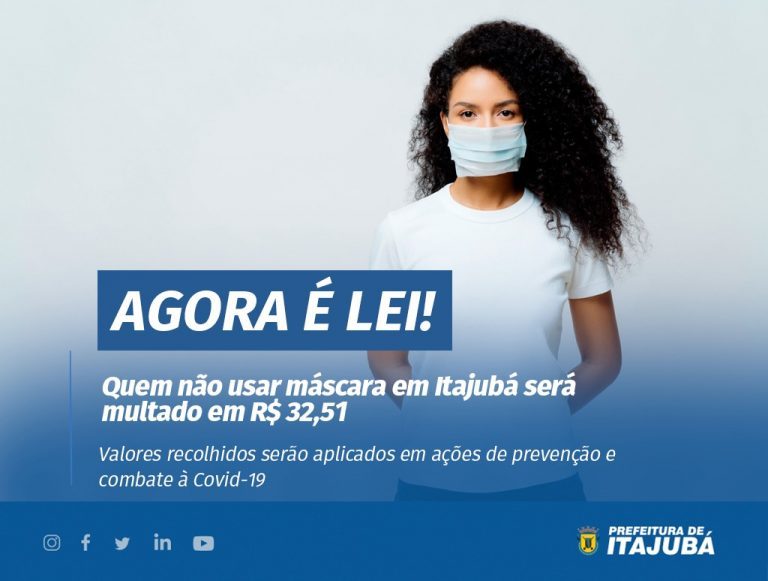 AGORA É LEI!
Quem não usar máscara em Itajubá será
multado em R$ 32,51
Valores recolhidos serão aplicados em ações de prevenção e
combate à Covid-19
PREFEITURA DE
ITAJUBÁ